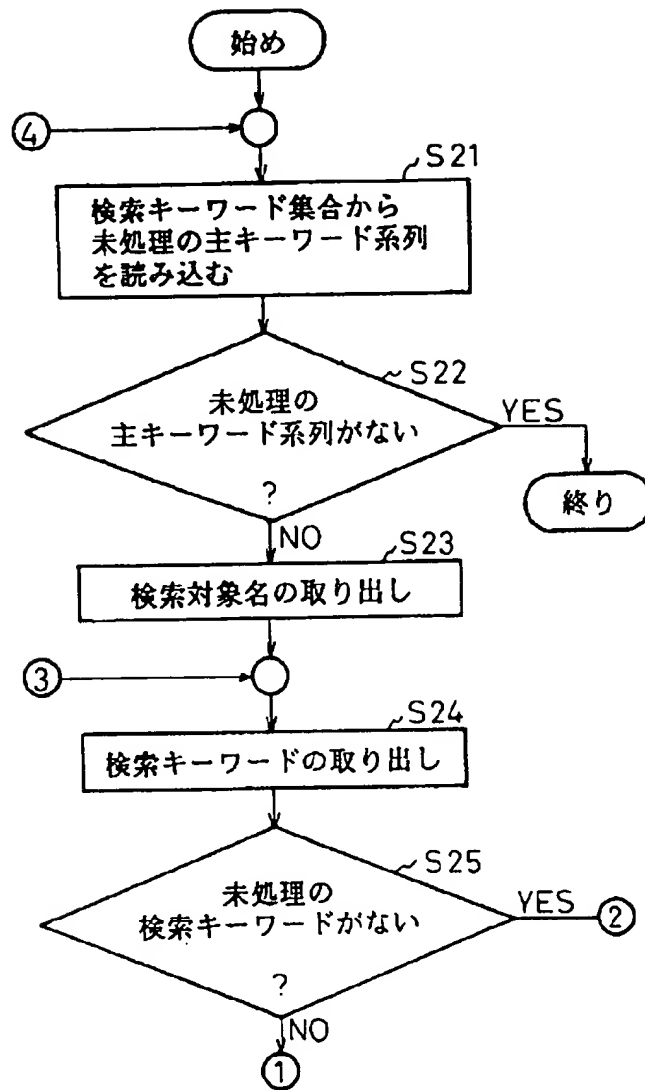 始め
④
S21
検索キーワード集合から
未処理の主キーワード系列
を読み込む
S22
未処理の
主キーワード系列がない
?
YES
終り
NO
S23
検索対象名の取り出し
③
S24
検索キーワードの取り出し
S25
未処理の
検索キーワードがない
?
YES
②
NO
①